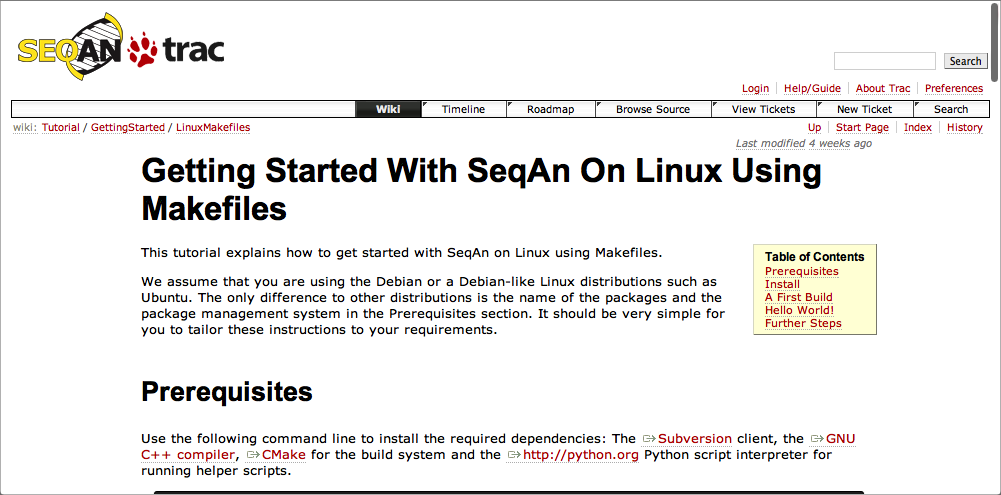 SEQAN trac
Search
Login Help/Guide About Trac Preferences
Wiki Timeline Roadmap Browse Source View Tickets New Ticket Search
wiki: Tutorial / GettingStarted / LinuxMakefiles
Up Start Page Index History
Last modified 4 weeks ago
Getting Started With SeqAn On Linux Using
Makefiles
This tutorial explains how to get started with SeqAn on Linux using Makefiles.
We assume that you are using the Debian or a Debian-like Linux distributions such as
Ubuntu. The only difference to other distributions is the name of the packages and the
package management system in the Prerequisites section. It should be very simple for
you to tailor these instructions to your requirements.
Table of Contents
Prerequisites
Install
A First Build
Hello World!
Further Steps
Prerequisites
Use the following command line to install the required dependencies: The Subversion client, the GNU
C++ compiler, CMake for the build system and the http://python.org Python script interpreter for
running helper scripts.